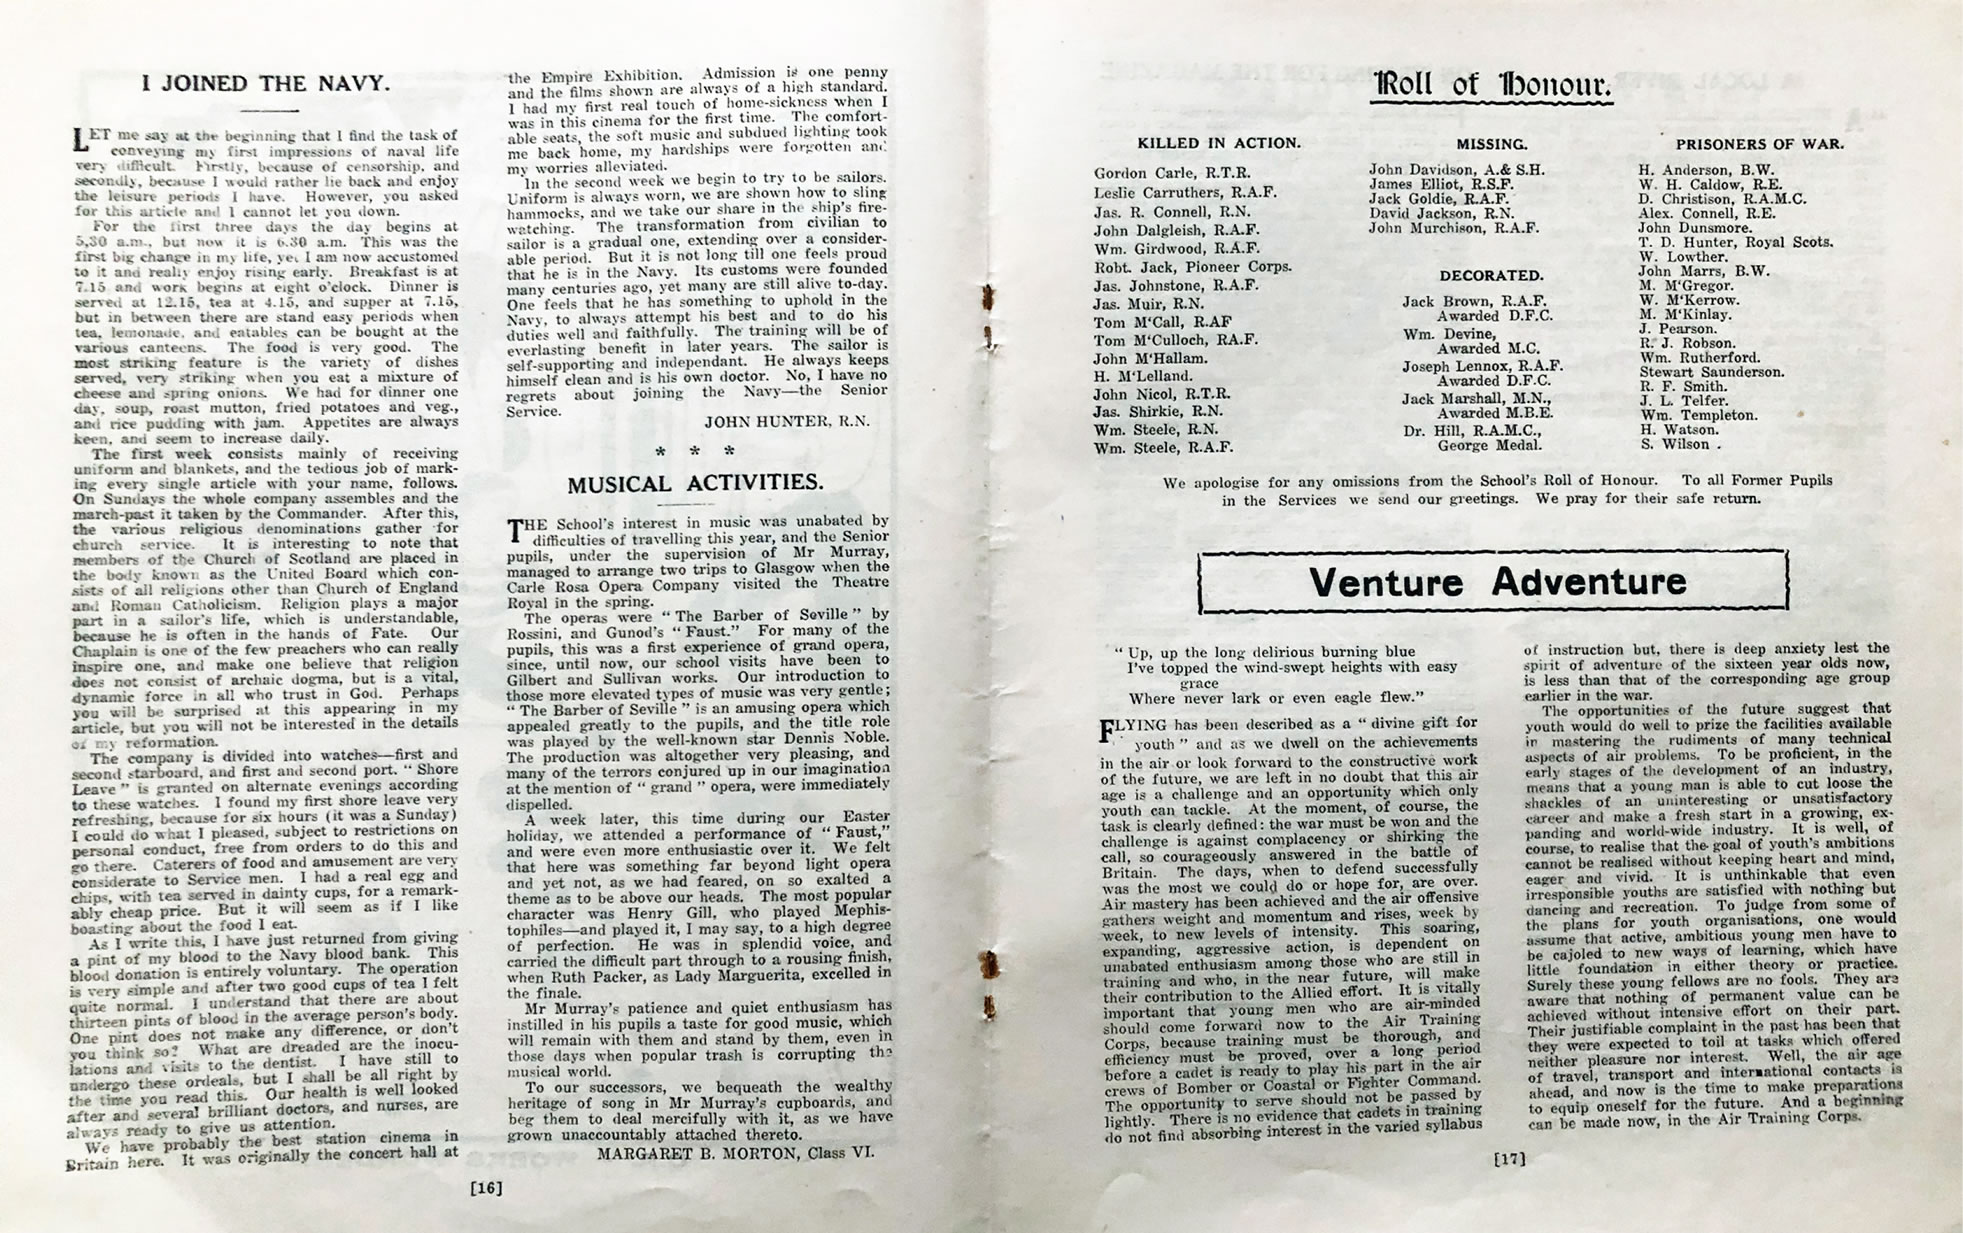 I JOINED THE NAVY.
LET me say at the beginning that I find the task of
conveying my first impressions of naval life
very difficult. Firstly, because of censorship, and
secondly, because I would rather lie back and enjoy
the leisure periods I have. However, you asked
for this article and I cannot let you down.
For the first three days the day begins at
5,30 a.m., but now it is 6.30 a.m. This was the
first big change in my life, yet I am now accustomed
to it and really enjoy rising early. Breakfast is at
7.15 and work begins at eight o'clock. Dinner is
served at 12.15, tea at 4.15, and supper at 7.15,
but in between there are stand easy periods when
tea, lemonade, and eatables can be bought at the
various canteens. The food is very good. The
most striking feature is the variety of dishes
served, very striking when you eat a mixture of
cheese and spring onions. We had for dinner one
day, soup, roast mutton, fried potatoes and veg.,
and rice pudding with jam. Appetites are always
keen, and seem to increase daily.
The first week consists mainly of receiving
uniform and blankets, and the tedious job of mark-
ing every single article with your name, follows.
On Sundays the whole company assembles and the
march-past it taken by the Commander. After this,
the various religious denominations gather for
church service. It is interesting to note that
members of the Church of Scotland are placed in
the body known as the United Board which con-
sists of all religions other than Church of England
and Roman Catholicism. Religion plays a major
part in a sailor's life, which is understandable,
because he is often in the hands of Fate. Our
Chaplain is one of the few preachers who can really
inspire one, and make one believe that religion
does not consist of archaic dogma, but is a vital,
dynamic force in all who trust in God. Perhaps
you will be surprised at this appearing in my
article, but you will not be interested in the details
of my reformation.
The company is divided into watches—first and
second starboard, and first and second port. "Shore
Leave" is granted on alternate evenings according
to these watches. I found my first shore leave very
refreshing, because for six hours (it was a Sunday)
I could do what I pleased, subject to restrictions on
personal conduct, free from orders to do this and
go there. Caterers of food and amusement are very
considerate to Service men. I had a real egg and
chips, with tea served in dainty cups, for a remark-
ably cheap price. But it will seem as if I like
boasting about the food I eat.
As I write this, I have just returned from giving
a pint of my blood to the Navy blood bank. This
blood donation is entirely voluntary. The operation
is very simple and after two good cups of tea I felt
quite normal. I understand that there are about
thirteen pints of blood in the average person's body.
One pint does not make any difference, or don't
you think so? What are dreaded are the inocu-
lations and visits to the dentist. I have still to
undergo these ordeals, but I shall be all right by
the time you read this. Our health is well looked
after and several brilliant doctors, and nurses, are
always ready to give us attention.
We have probably the best station cinema in
Britain here. It was originally the concert hall at
the Empire Exhibition. Admission is one penny
and the films shown are always of a high standard.
I had my first real touch of home-sickness when I
was in this cinema for the first time. The comfort-
able seats, the soft music and subdued lighting took
me back home, my hardships were forgotten and
my worries alleviated.
In the second week we begin to try to be sailors.
Uniform is always worn, we are shown how to sling
hammocks, and we take our share in the ship's fire-
watching. The transformation from civilian to
sailor is a gradual one, extending over a consider-
able period. But it is not long till one feels proud
that he is in the Navy. Its customs were founded
many centuries ago, yet many are still alive to-day.
One feels that he has something to uphold in the
Navy, to always attempt his best and to do his
duties well and faithfully. The training will be of
everlasting benefit in later years. The sailor is
self-supporting and independant. He always keeps
himself clean and is his own doctor. No, I have no
regrets about joining the Navy—the Senior
Service.
JOHN HUNTER, R.N.
* * *
MUSICAL ACTIVITIES.
THE School's interest in music was unabated by
difficulties of travelling this year, and the Senior
pupils, under the supervision of Mr Murray,
managed to arrange two trips to Glasgow when the
Carle Rosa Opera Company visited the Theatre
Royal in the spring.
The operas were "The Barber of Seville" by
Rossini, and Gunod's "Faust." For many of the
pupils, this was a first experience of grand opera,
since, until now, our school visits have been to
Gilbert and Sullivan works. Our introduction to
those more elevated types of music was very gentle;
"The Barber of Seville" is an amusing opera which
appealed greatly to the pupils, and the title role
was played by the well-known star Dennis Noble.
The production was altogether very pleasing, and
many of the terrors conjured up in our imagination
at the mention of "grand" opera, were immediately
dispelled.
A week later, this time during our Easter
holiday, we attended a performance of "Faust,"
and were even more enthusiastic over it. We felt
that here was something far beyond light opera
and yet not, as we had feared, on so exalted a
theme as to be above our heads. The most popular
character was Henry Gill, who played Mephis-
tophiles—and played it, I may say, to a high degree
of perfection. He was in splendid voice, and
carried the difficult part through to a rousing finish,
when Ruth Packer, as Lady Marguerita, excelled in
the finale.
Mr Murray's patience and quiet enthusiasm has
instilled in his pupils a taste for good music, which
will remain with them and stand by them, even in
those days when popular trash is corrupting the
musical world.
To our successors, we bequeath the wealthy
heritage of song in Mr Murray's cupboards, and
beg them to deal mercifully with it, as we have
grown unaccountably attached thereto.
MARGARET B. MORTON, Class VI.
[16]
Roll of Honour.
KILLED IN ACTION.
Gordon Carle, R.T.R.
Leslie Carruthers, R.A.F.
Jas. R. Connell, R.N.
John Dalgleish, R.A.F.
Wm. Girdwood, R.A.F.
Robt. Jack, Pioneer Corps.
Jas. Johnstone, R.A.F.
Jas. Muir, R.N.
Tom M'Call, R.AF
Tom M'Culloch, RA.F.
John M'Hallam.
H. M'Lelland.
John Nicol, R.T.R.
Jas. Shirkie, R.N.
Wm. Steele, R.N.
Wm. Steele, R.A.F.
MISSING.
John Davidson, A.& S.H.
James Elliot, R.S.F.
Jack Goldie, R.A.F.
David Jackson, R.N.
John Murchison, R.A.F.
DECORATED.
Jack Brown, R.A.F.
Awarded D.F.C.
Wm. Devine,
Awarded M.C.
Joseph Lennox, R.A.F.
Awarded D.F.C.
Jack Marshall, M.N.,
Awarded M.B.E.
Dr. Hill, R.A.M.C.,
George Medal.
PRISONERS OF WAR.
H. Anderson, B.W.
W. H. Caldow, R.E.
D. Christison, R.A.M.C.
Alex. Connell, R.E.
John Dunsmore.
T. D. Hunter, Royal Scots.
W. Lowther.
John Marrs, B.W.
M. M'Gregor.
W. M'Kerrow.
M. M'Kinlay.
J. Pearson.
R. J. Robson.
Wm. Rutherford.
Stewart Saunderson.
R. F. Smith.
J. L. Telfer.
Wm. Templeton.
H. Watson.
S. Wilson .
We apologise for any omissions from the School's Roll of Honour. To all Former Pupils
in the Services we send our greetings. We pray for their safe return.
Venture Adventure
"Up, up the long delirious burning blue
I've topped the wind-swept heights with easy
grace
Where never lark or even eagle flew."
FLYING has been described as a "divine gift for
youth" and as we dwell on the achievements
in the air or look forward to the constructive work
of the future, we are left in no doubt that this air
age is a challenge and an opportunity which only
youth can tackle. At the moment, of course, the
task is clearly defined: the war must be won and the
challenge is against complacency or shirking the
call, so courageously answered in the battle of
Britain. The days, when to defend successfully
was the most we could do or hope for, are over.
Air mastery has been achieved and the air offensive
gathers weight and momentum and rises, week by
week, to new levels of intensity. This soaring,
expanding, aggressive action, is dependent on
unabated enthusiasm among those who are still in
training and who, in the near future, will make
their contribution to the Allied effort. It is vitally
important that young men who are air-minded
should come forward now to the Air Training
Corps, because training must be thorough, and
efficiency must be proved, over a long period
before a cadet is ready to play his part in the air
crews of Bomber or Coastal or Fighter Command.
The opportunity to serve should not be passed by
lightly. There is no evidence that cadets in training
do not find absorbing interest in the varied syllabus
of instruction but, there is deep anxiety lest the
spirit of adventure of the sixteen year olds now,
is less than that of the corresponding age group
earlier in the war.
The opportunities of the future suggest that
youth would do well to prize the facilities available
in mastering the rudiments of many technical
aspects of air problems. To be proficient, in the
early stages of the development of an industry,
means that a young man is able to cut loose the
shackles of an uninteresting or unsatisfactory
career and make a fresh start in a growing, ex-
panding and world-wide industry. It is well, of
course, to realise that the goal of youth's ambitions
cannot be realised without keeping heart and mind,
eager and vivid. It is unthinkable that even
irresponsible youths are satisfied with nothing but
dancing and recreation. To judge from some of
the plans for youth organisations, one would
assume that active, ambitious young men have to
be cajoled to new ways of learning, which have
little foundation in either theory or practice.
Surely these young fellows are no fools. They are
aware that nothing of permanent value can be
achieved without intensive effort on their part.
Their justifiable complaint in the past has been that
they were expected to toil at tasks which offered
neither pleasure nor interest. Well, the air age
of travel, transport and international contacts is
ahead, and now is the time to make preparations
to equip oneself for the future. And a beginning
can be made now, in the Air Training Corps.
[17]